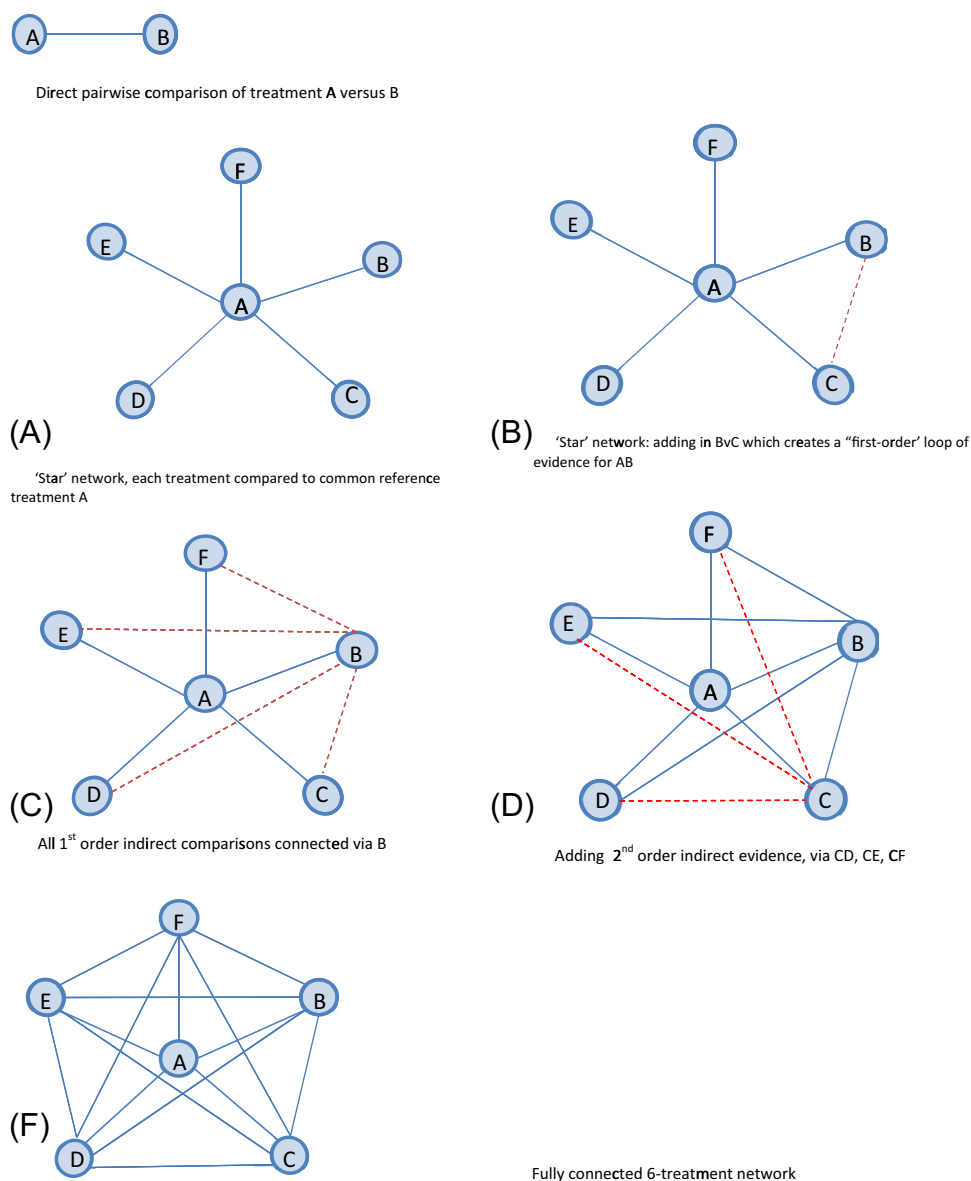 A B
Direct pairwise comparison of treatment A versus B
F
E
B
A
D
C
(A)
'Star' network, each treatment compared to common reference
treatment A
F
E
B
A
D
C
(B)
'Star' network: adding in BvC which creates a "first-order' loop of
evidence for AB
F
E
B
A
D
C
(C)
All 1st order indirect comparisons connected via B
F
E
B
A
D
C
(D)
Adding 2nd order indirect evidence, via CD, CE, CF
F
E
B
A
D
C
(F)
Fully connected 6-treatment network